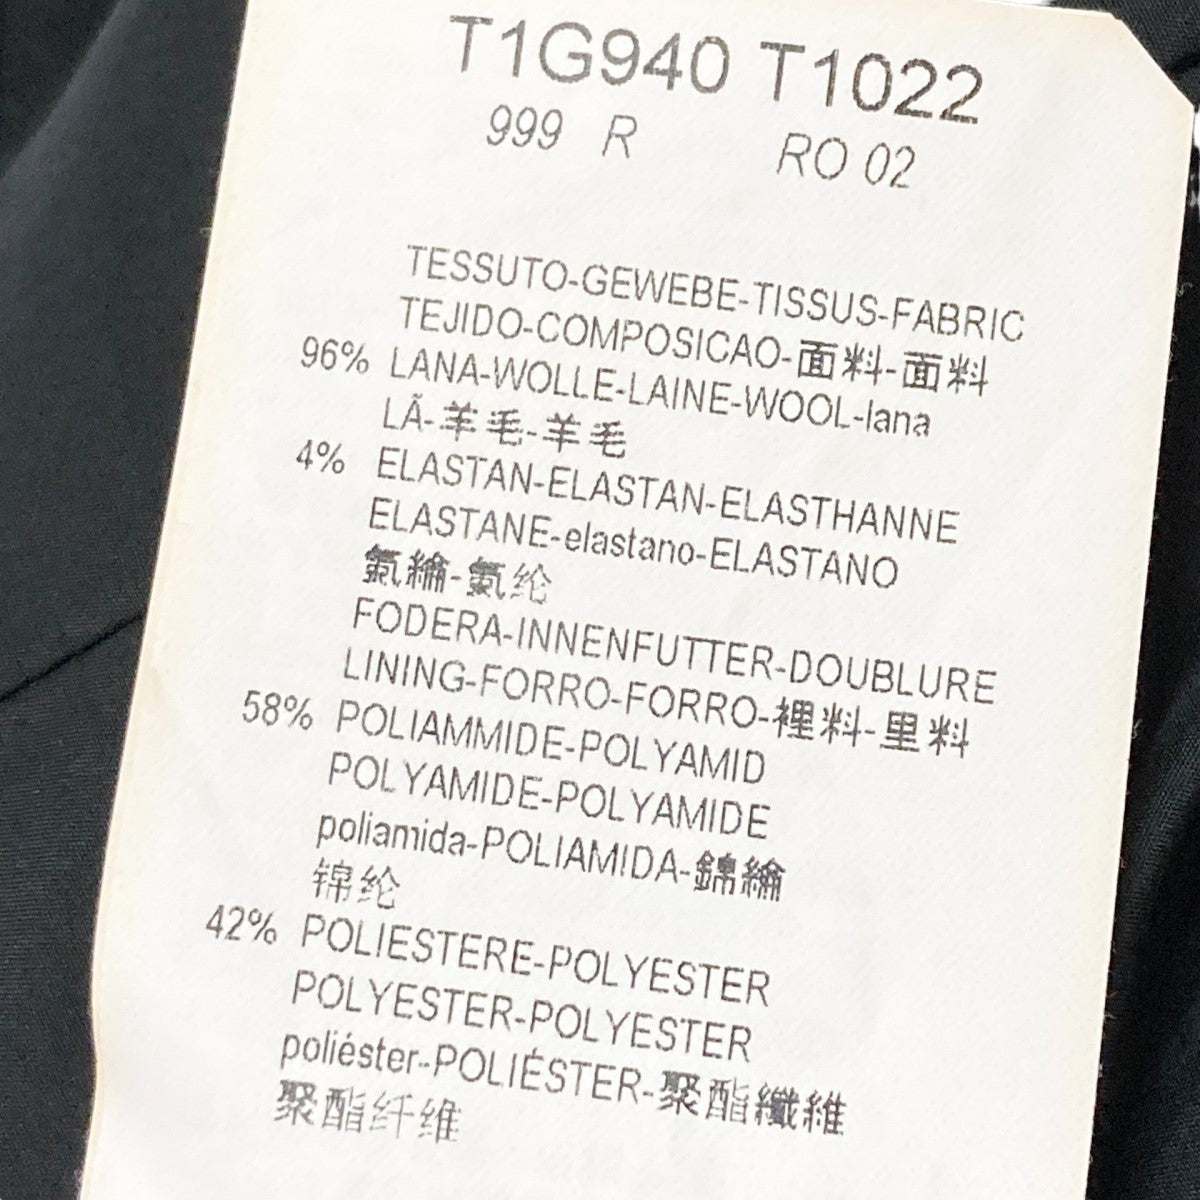 T1G940 T1022
999 R RO 02
TESSUTO-GEWEBE-TISSUS-FABRIC
TEJIDO-COMPOSICAO-面料-面料
96% LANA-WOLLE-LAINE-WOOL-lana
LÃ-羊毛-羊毛
4% ELASTAN-ELASTAN-ELASTHANNE
ELASTANE-elastano-ELASTANO
氨綸-氨纶
FODERA-INNENFUTTER-DOUBLURE
LINING-FORRO-FORRO-裡料-里料
58% POLIAMMIDE-POLYAMID
POLYAMIDE-POLYAMIDE
poliamida-POLIAMIDA-錦綸
锦纶
42% POLIESTERE-POLYESTER
POLYESTER-POLYESTER
poliéster-POLIÉSTER-聚酯纖維
聚酯纤维